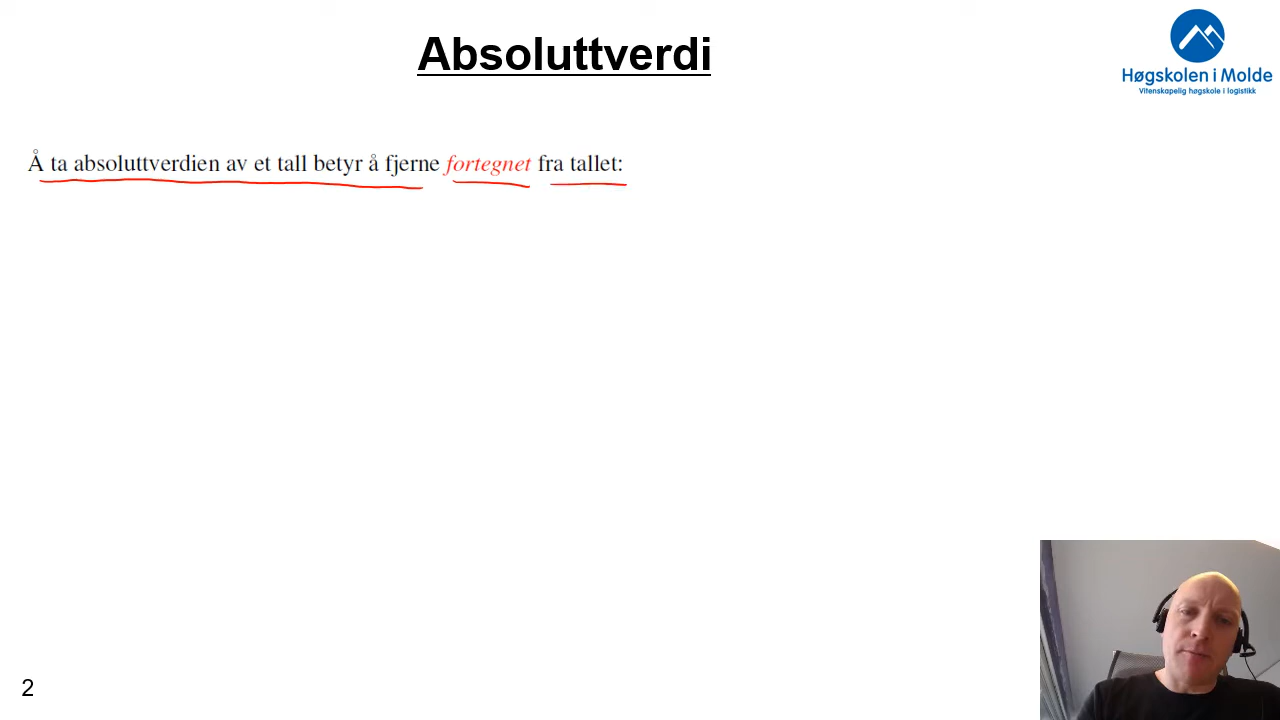 Absoluttverdi
Høgskolen i Molde
Vitenskapelig høgskole i logistikk
Å ta absoluttverdien av et tall betyr å fjerne fortegnet fra tallet:
2